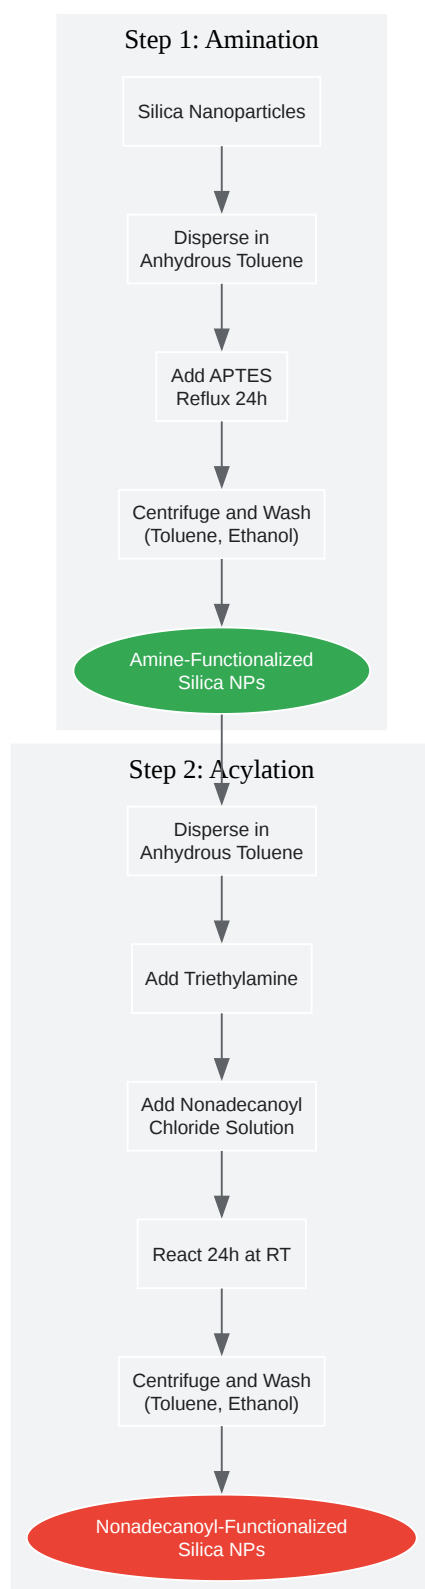 Step 1: Amination
Silica Nanoparticles
Disperse in
Anhydrous Toluene
Add APTES
Reflux 24h
Centrifuge and Wash
(Toluene, Ethanol)
Amine-Functionalized
Silica NPs
Step 2: Acylation
Disperse in
Anhydrous Toluene
Add Triethylamine
Add Nonadecanoyl
Chloride Solution
React 24h at RT
Centrifuge and Wash
(Toluene, Ethanol)
Nonadecanoyl-Functionalized
Silica NPs